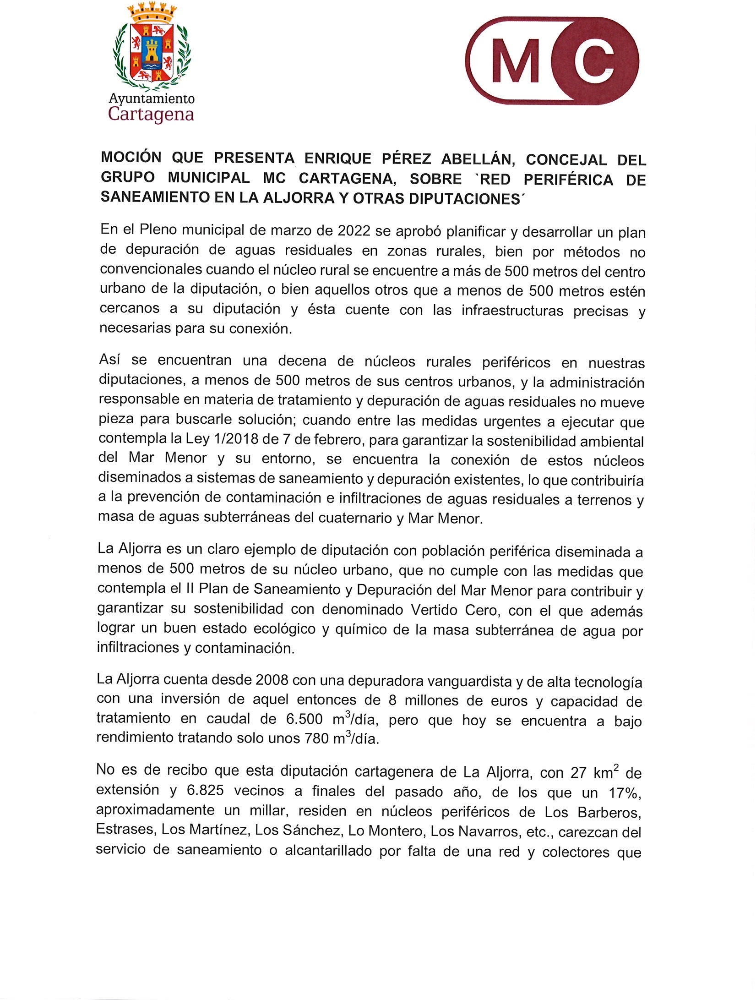 Ayuntamiento
Cartagena
MC
MOCIÓN QUE PRESENTA ENRIQUE PÉREZ ABELLÁN, CONCEJAL DEL
GRUPO MUNICIPAL MC CARTAGENA, SOBRE `RED PERIFÉRICA DE
SANEAMIENTO EN LA ALJORRA Y OTRAS DIPUTACIONES´
En el Pleno municipal de marzo de 2022 se aprobó planificar y desarrollar un plan
de depuración de aguas residuales en zonas rurales, bien por métodos no
convencionales cuando el núcleo rural se encuentre a más de 500 metros del centro
urbano de la diputación, o bien aquellos otros que a menos de 500 metros estén
cercanos a su diputación y ésta cuente con las infraestructuras precisas y
necesarias para su conexión.
Así se encuentran una decena de núcleos rurales periféricos en nuestras
diputaciones, a menos de 500 metros de sus centros urbanos, y la administración
responsable en materia de tratamiento y depuración de aguas residuales no mueve
pieza para buscarle solución; cuando entre las medidas urgentes a ejecutar que
contempla la Ley 1/2018 de 7 de febrero, para garantizar la sostenibilidad ambiental
del Mar Menor y su entorno, se encuentra la conexión de estos núcleos
diseminados a sistemas de saneamiento y depuración existentes, lo que contribuiría
a la prevención de contaminación e infiltraciones de aguas residuales a terrenos y
masa de aguas subterráneas del cuaternario y Mar Menor.
La Aljorra es un claro ejemplo de diputación con población periférica diseminada a
menos de 500 metros de su núcleo urbano, que no cumple con las medidas que
contempla el II Plan de Saneamiento y Depuración del Mar Menor para contribuir y
garantizar su sostenibilidad con denominado Vertido Cero, con el que además
lograr un buen estado ecológico y químico de la masa subterránea de agua por
infiltraciones y contaminación.
La Aljorra cuenta desde 2008 con una depuradora vanguardista y de alta tecnología
con una inversión de aquel entonces de 8 millones de euros y capacidad de
tratamiento en caudal de 6.500 m³/día, pero que hoy se encuentra a bajo
rendimiento tratando solo unos 780 m³/día.
No es de recibo que esta diputación cartagenera de La Aljorra, con 27 km² de
extensión y 6.825 vecinos a finales del pasado año, de los que un 17%,
aproximadamente un millar, residen en núcleos periféricos de Los Barberos,
Estrases, Los Martínez, Los Sánchez, Lo Montero, Los Navarros, etc., carezcan del
servicio de saneamiento o alcantarillado por falta de una red y colectores que